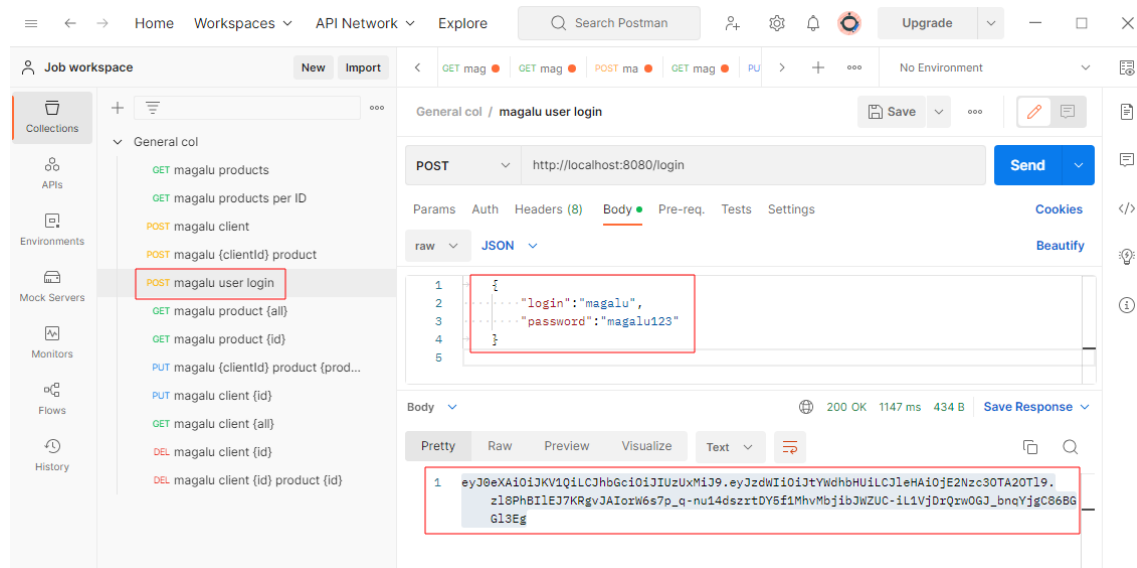 Home Workspaces API Network Explore Search Postman Upgrade
Job workspace New Import GET mag GET mag POST ma GET mag PU No Environment
Collections
APIs
Environments
Mock Servers
Monitors
Flows
History
General col
GET magalu products
GET magalu products per ID
POST magalu client
POST magalu {clientId} product
POST magalu user login
GET magalu product {all}
GET magalu product {id}
PUT magalu {clientId} product {prod...
PUT magalu client {id}
GET magalu client {all}
DEL magalu client {id}
DEL magalu client {id} product {id}
General col / magalu user login Save
POST http://localhost:8080/login Send
Params Auth Headers (8) Body Pre-req. Tests Settings Cookies
raw JSON Beautify
1 {
2 "login":"magalu",
3 "password":"magalu123"
4 }
5
Body 200 OK 1147 ms 434 B Save Response
Pretty Raw Preview Visualize Text
1 eyJ0eXAiOiJKV1QiLCJhbGciOiJIUzUxMiJ9.eyJzdWIiOiJtYWdhbHUiLCJleHAiOjE2Nzc3OTA2OTl9.
zl8PhBIlEJ7KRgvJAIorW6s7p_q-nu14dszrtDY5f1MhvMbjibJWZUC-iL1VjDrQrwOGJ_bnqYjgC86BG
Gl3Eg